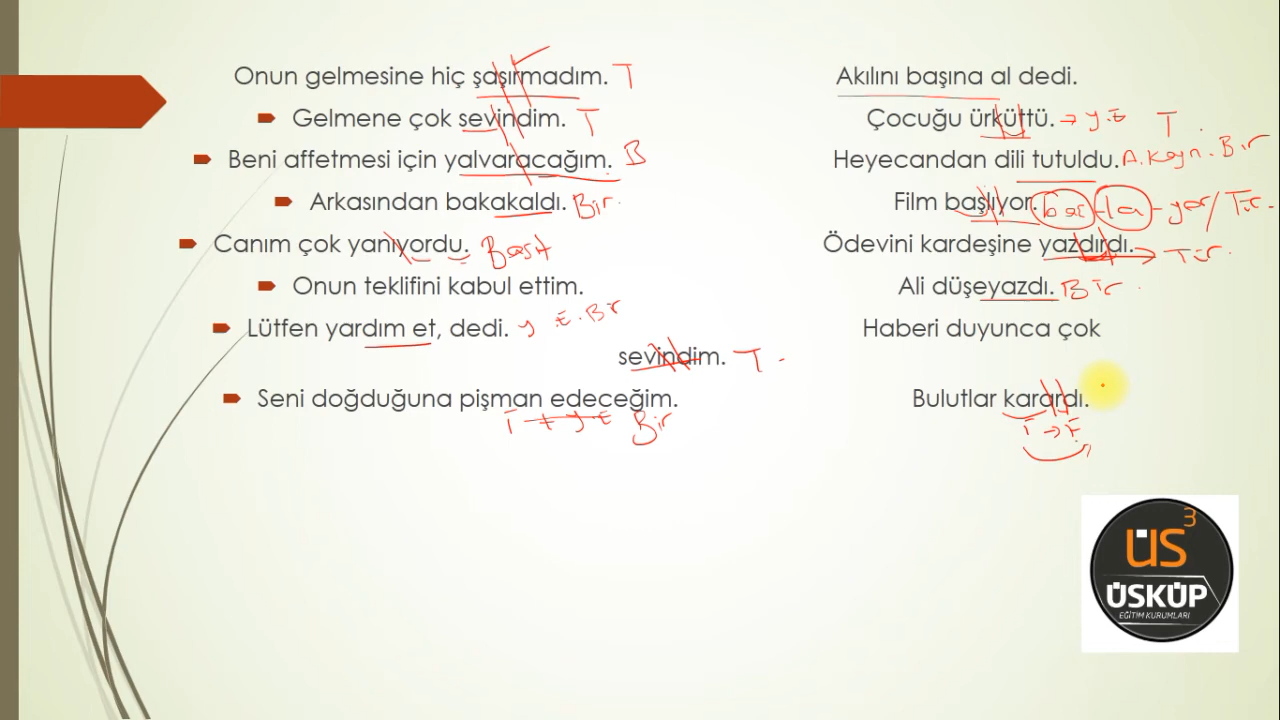 Onun gelmesine hiç şaşırmadım. T
Gelmene çok sevindim. T
Beni affetmesi için yalvaracağım. B
Arkasından bakakaldı. Bir.
Canım çok yanıyordu. Basit
Onun teklifini kabul ettim.
Lütfen yardım et, dedi. y.E.Bir
Seni doğduğuna pişman edeceğim.
İ + y.E Bir
Akılını başına al dedi.
Çocuğu ürküttü. → y.E T.
Heyecandan dili tutuldu. A. Kayn. Bir
Film başlıyor. baş-la-yor/Tür.
Ödevini kardeşine yazdırdı. → Tür.
Ali düşeyazdı. Bir.
Haberi duyunca çok
sevindim. T.
Bulutlar karardı.
İ → F
ÜS3
ÜSKÜP
EĞİTİM KURUMLARI